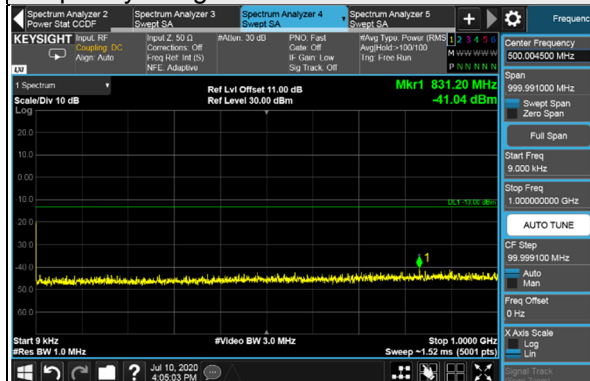 Spectrum Analyzer 2
Power Stat CCDF
Spectrum Analyzer 3
Swept SA
Spectrum Analyzer 4
Swept SA
Spectrum Analyzer 5
Swept SA
+
Frequenc
KEYSIGHT
Input: RF
Coupling: DC
Align: Auto
Input Z: 50 Ω
Corrections: Off
Freq Ref: Int (S)
NFE: Adaptive
#Atten: 30 dB
PNO: Fast
Gate: Off
IF Gain: Low
Sig Track: Off
#Avg Type: Power (RMS
Avg|Hold:>100/100
Trig: Free Run
1 2 3 4 5 6
M W W W W W
P N N N N N
LXI
1 Spectrum
Scale/Div 10 dB
Log
Ref Lvl Offset 11.00 dB
Ref Level 30.00 dBm
Mkr1 831.20 MHz
-41.04 dBm
20.0
10.0
0.00
-10.0
-20.0
-30.0
-40.0
-50.0
-60.0
DL1 -13.00 dBm
1
Start 9 kHz
#Res BW 1.0 MHz
#Video BW 3.0 MHz
Stop 1.0000 GHz
Sweep ~1.52 ms (5001 pts)
Center Frequency
500.004500 MHz
Span
999.991000 MHz
Swept Span
Zero Span
Full Span
Start Freq
9.000 kHz
Stop Freq
1.000000000 GHz
AUTO TUNE
CF Step
99.999100 MHz
Auto
Man
Freq Offset
0 Hz
X Axis Scale
Log
Lin
Signal Track
?
Jul 10, 2020
4:05:03 PM